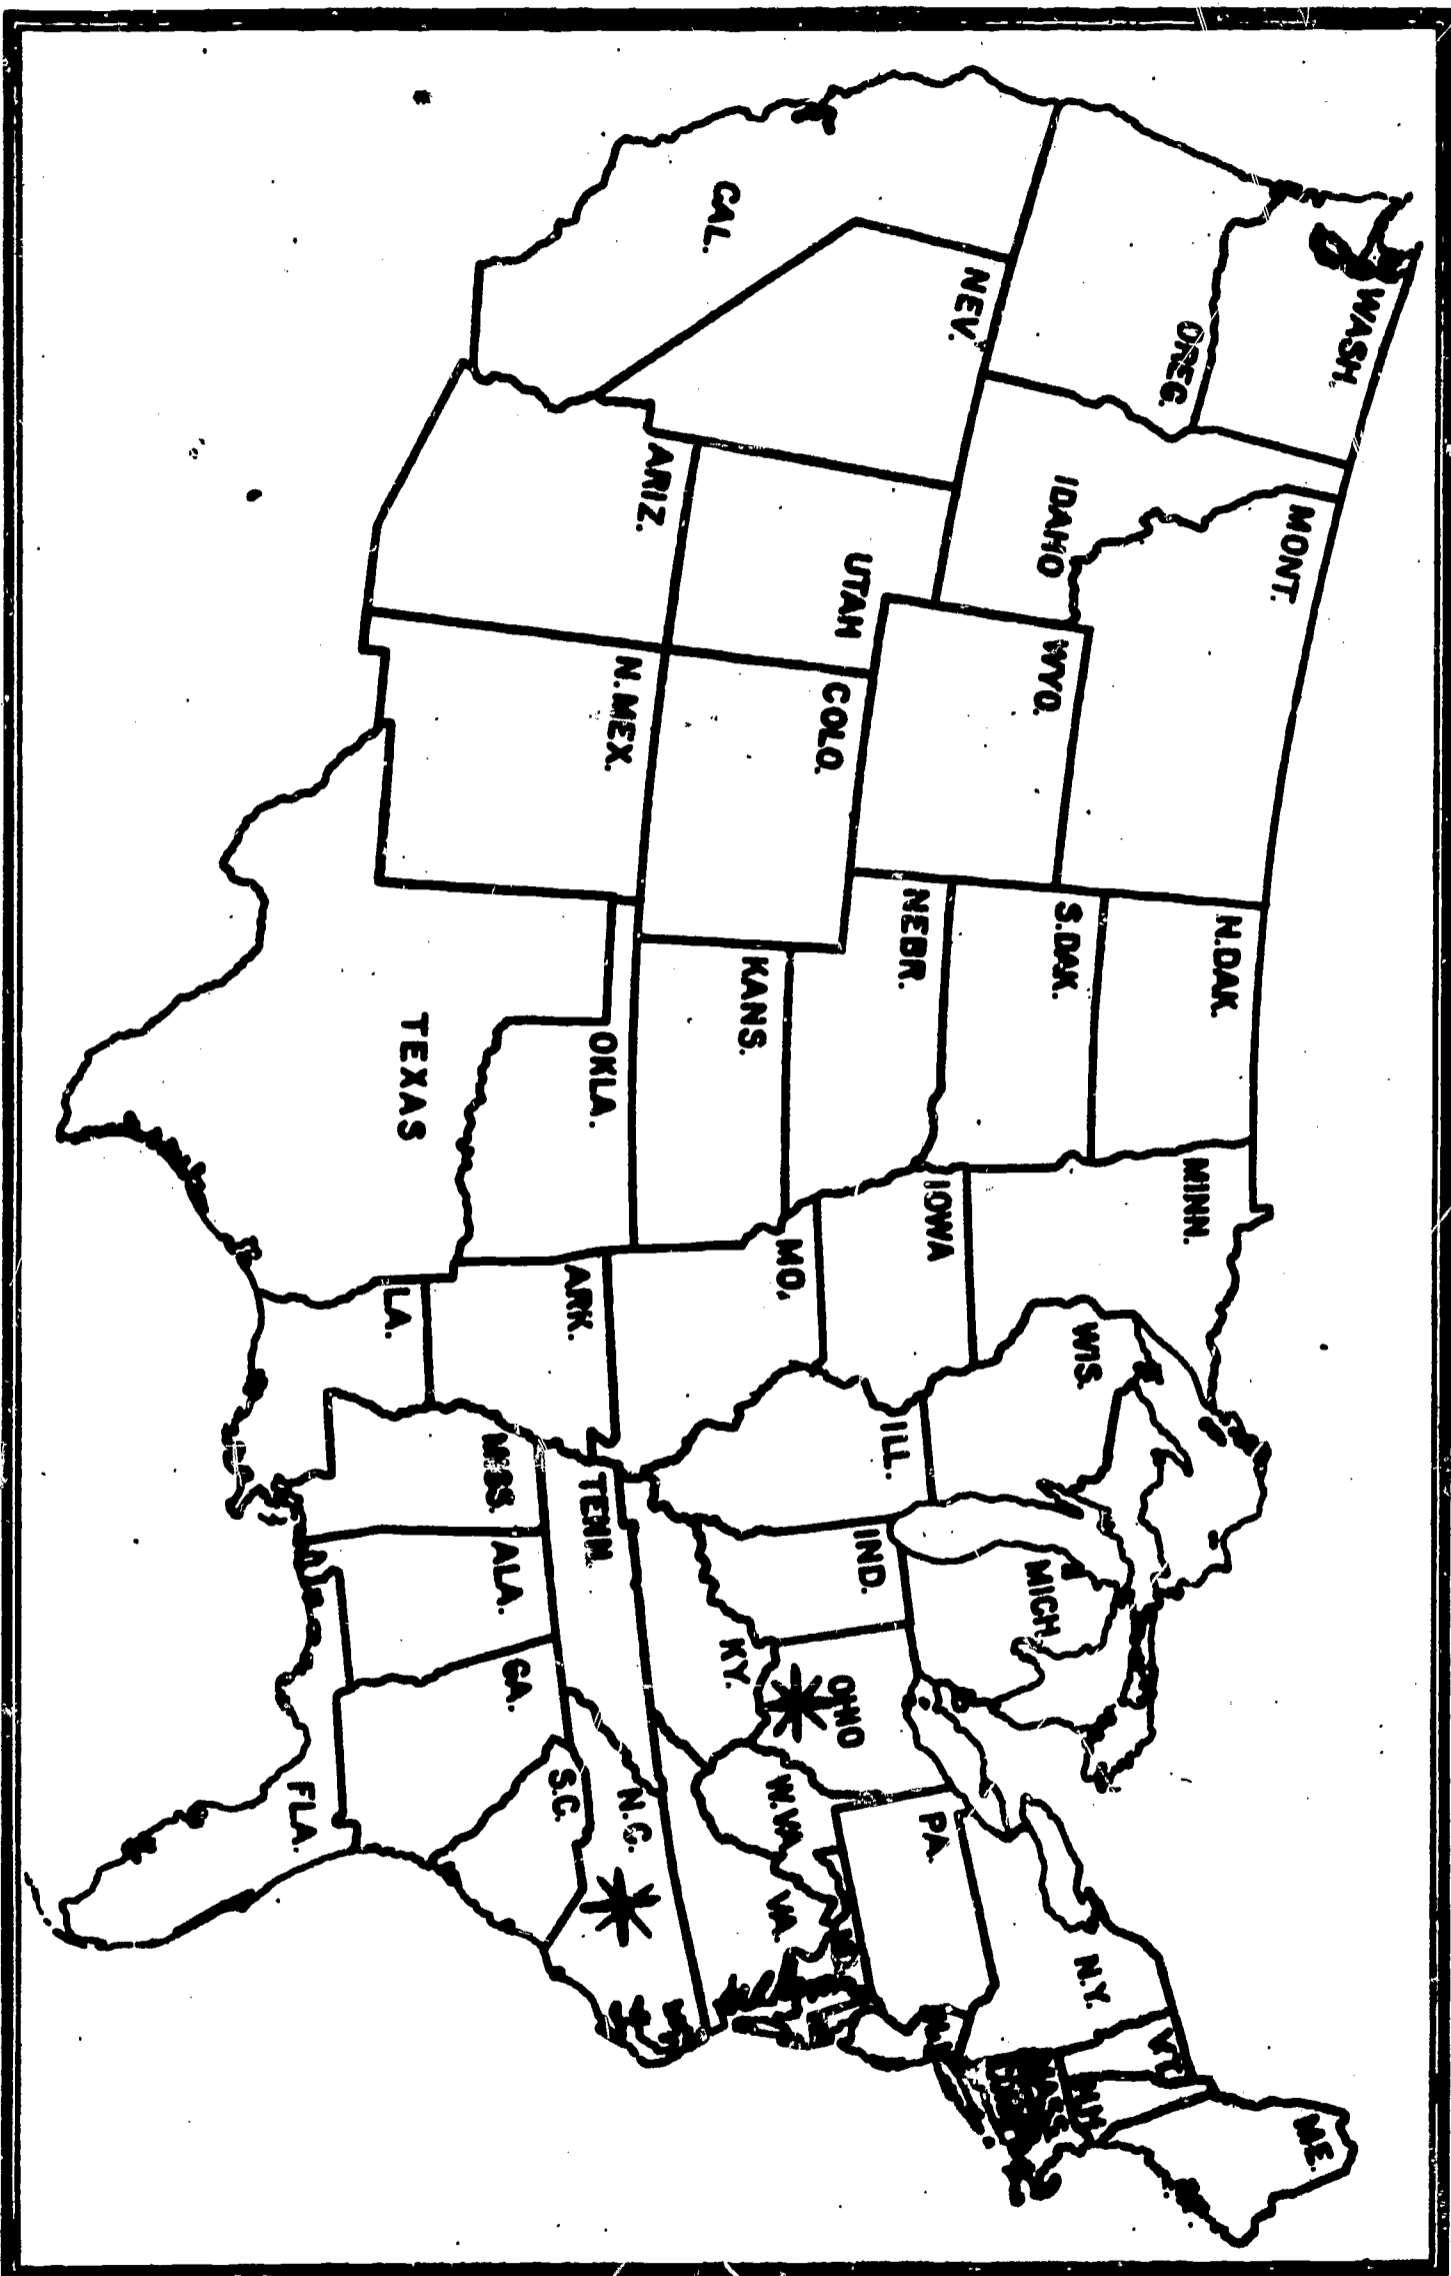 WASH.
OREG.
CAL.
NEV.
IDAHO
MONT.
WYO.
UTAH
ARIZ.
COLO.
N.MEX.
N.DAK.
S.DAK.
NEBR.
KANS.
OKLA.
TEXAS
MINN.
IOWA
MO.
ARK.
LA.
WIS.
ILL.
MICH.
IND.
OHIO
KY.
TENN.
MISS.
ALA.
GA.
FLA.
S.C.
N.C.
VA.
W.VA.
PA.
N.Y.
VT.
ME.